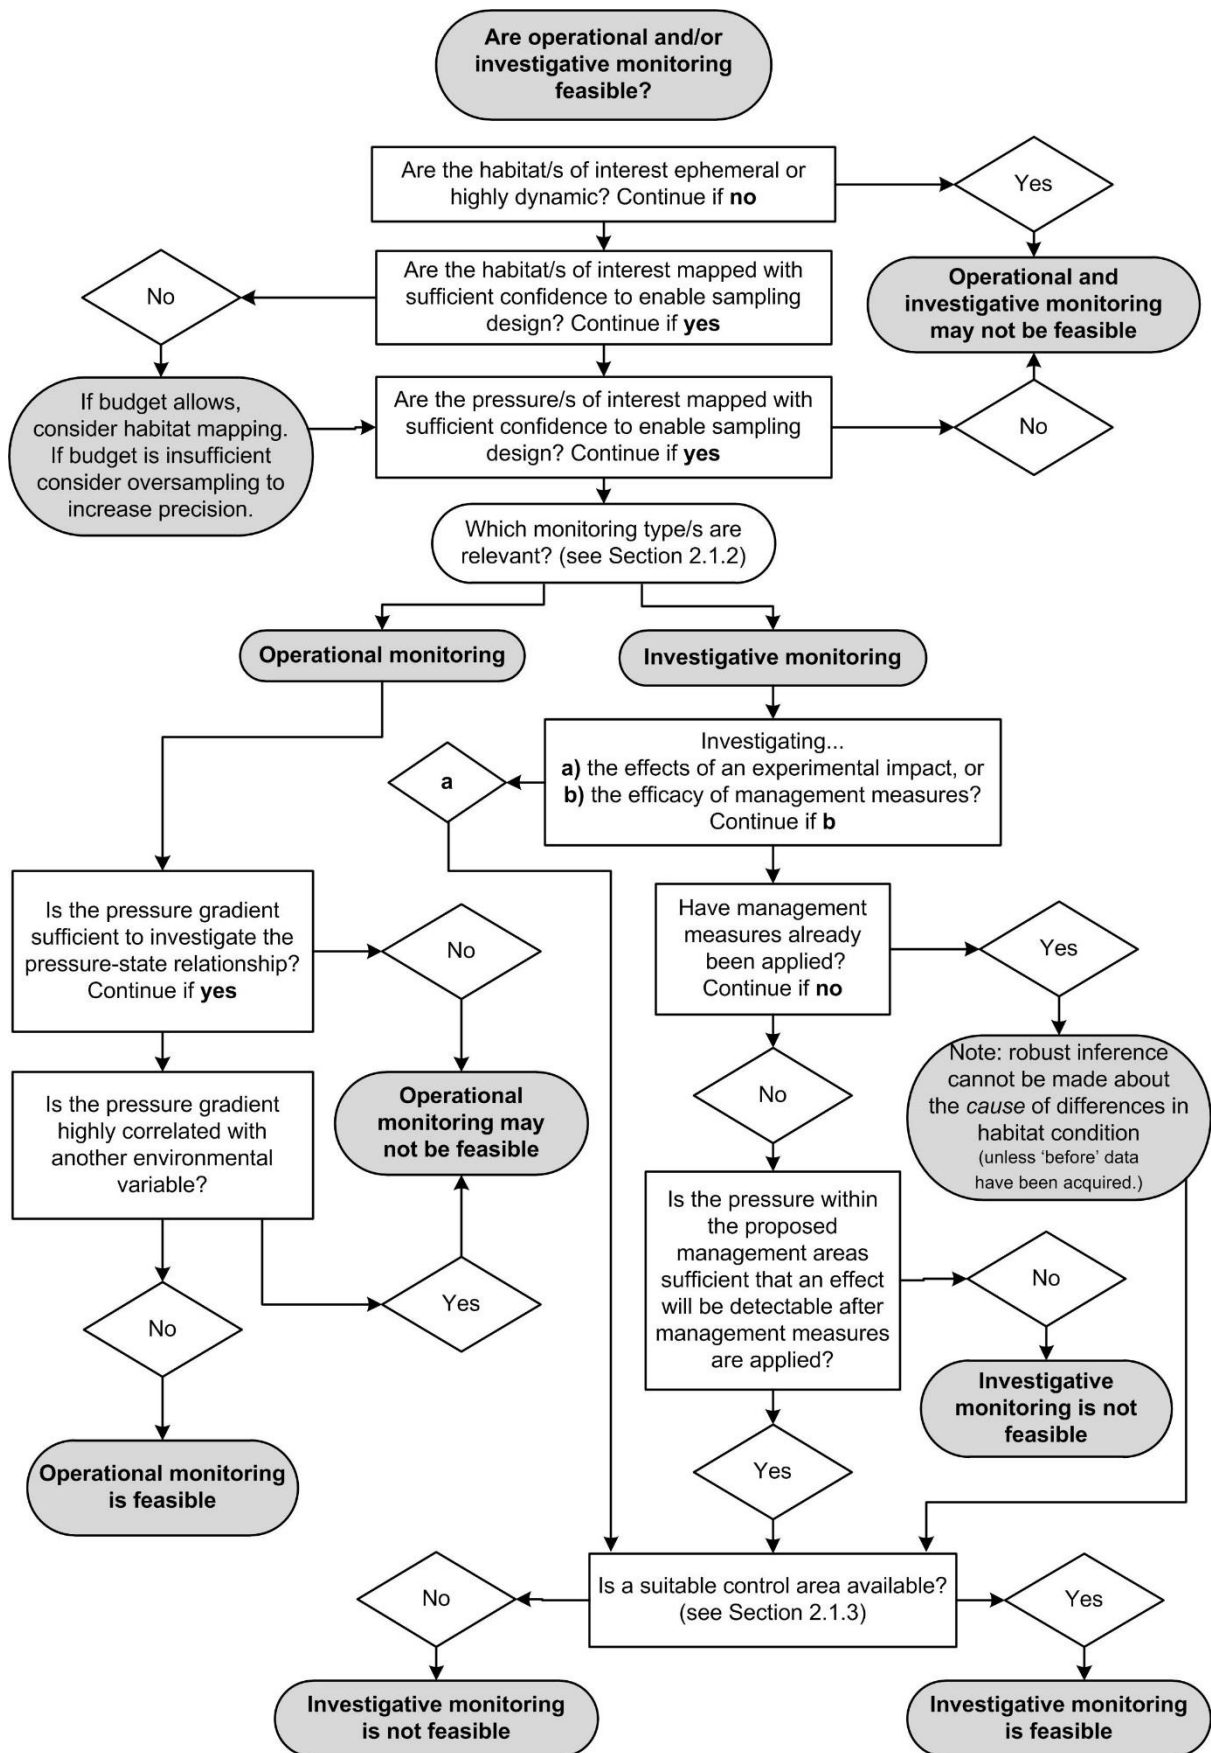 Are operational and/or
investigative monitoring
feasible?
Are the habitat/s of interest ephemeral or
highly dynamic? Continue if no
Yes
Are the habitat/s of interest mapped with
sufficient confidence to enable sampling
design? Continue if yes
No
Operational and
investigative monitoring
may not be feasible
If budget allows,
consider habitat mapping.
If budget is insufficient
consider oversampling to
increase precision.
Are the pressure/s of interest mapped with
sufficient confidence to enable sampling
design? Continue if yes
No
Which monitoring type/s are
relevant? (see Section 2.1.2)
Operational monitoring
Investigative monitoring
Investigating...
a) the effects of an experimental impact, or
b) the efficacy of management measures?
Continue if b
a
Is the pressure gradient
sufficient to investigate the
pressure-state relationship?
Continue if yes
No
Have management
measures already
been applied?
Continue if no
Yes
Note: robust inference
cannot be made about
the cause of differences in
habitat condition
(unless ‘before’ data
have been acquired.)
No
Is the pressure gradient
highly correlated with
another environmental
variable?
Operational
monitoring may
not be feasible
Yes
No
Operational monitoring
is feasible
Is the pressure within
the proposed
management areas
sufficient that an effect
will be detectable after
management measures
are applied?
No
Investigative
monitoring is not
feasible
Yes
Is a suitable control area available?
(see Section 2.1.3)
No
Yes
Investigative monitoring
is not feasible
Investigative monitoring
is feasible